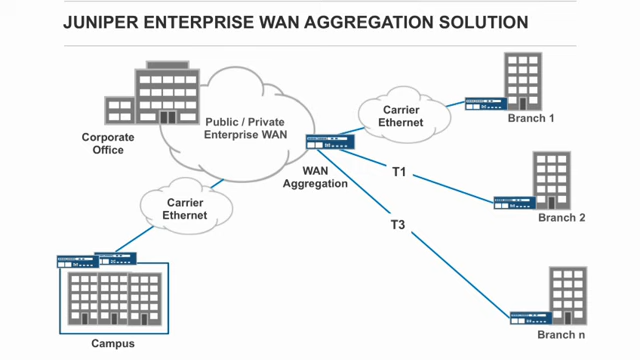 JUNIPER ENTERPRISE WAN AGGREGATION SOLUTION
Corporate
Office
Public / Private
Enterprise WAN
Carrier
Ethernet
Branch 1
WAN
Aggregation
T1
Branch 2
Carrier
Ethernet
T3
Branch n
Campus